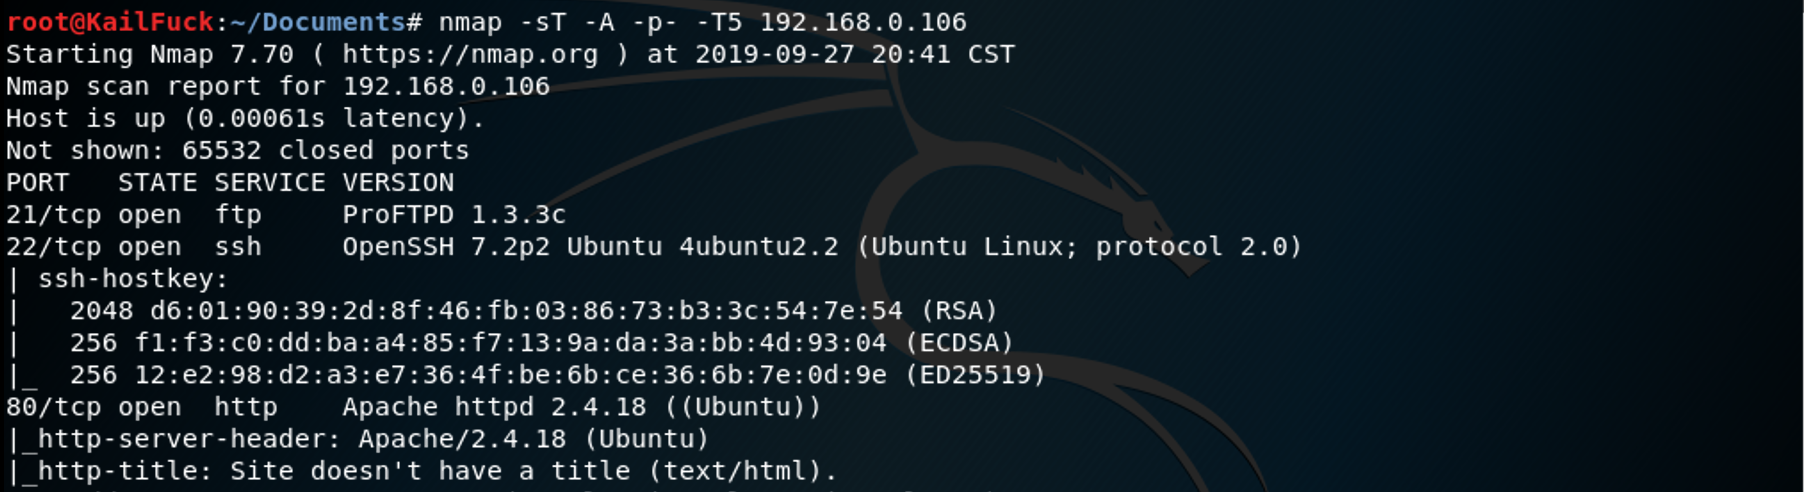 root@KailFuck:~/Documents# nmap -sT -A -p- -T5 192.168.0.106
Starting Nmap 7.70 ( https://nmap.org ) at 2019-09-27 20:41 CST
Nmap scan report for 192.168.0.106
Host is up (0.00061s latency).
Not shown: 65532 closed ports
PORT   STATE SERVICE VERSION
21/tcp open  ftp     ProFTPD 1.3.3c
22/tcp open  ssh     OpenSSH 7.2p2 Ubuntu 4ubuntu2.2 (Ubuntu Linux; protocol 2.0)
| ssh-hostkey:
|   2048 d6:01:90:39:2d:8f:46:fb:03:86:73:b3:3c:54:7e:54 (RSA)
|   256 f1:f3:c0:dd:ba:a4:85:f7:13:9a:da:3a:bb:4d:93:04 (ECDSA)
|_  256 12:e2:98:d2:a3:e7:36:4f:be:6b:ce:36:6b:7e:0d:9e (ED25519)
80/tcp open  http    Apache httpd 2.4.18 ((Ubuntu))
|_http-server-header: Apache/2.4.18 (Ubuntu)
|_http-title: Site doesn't have a title (text/html).